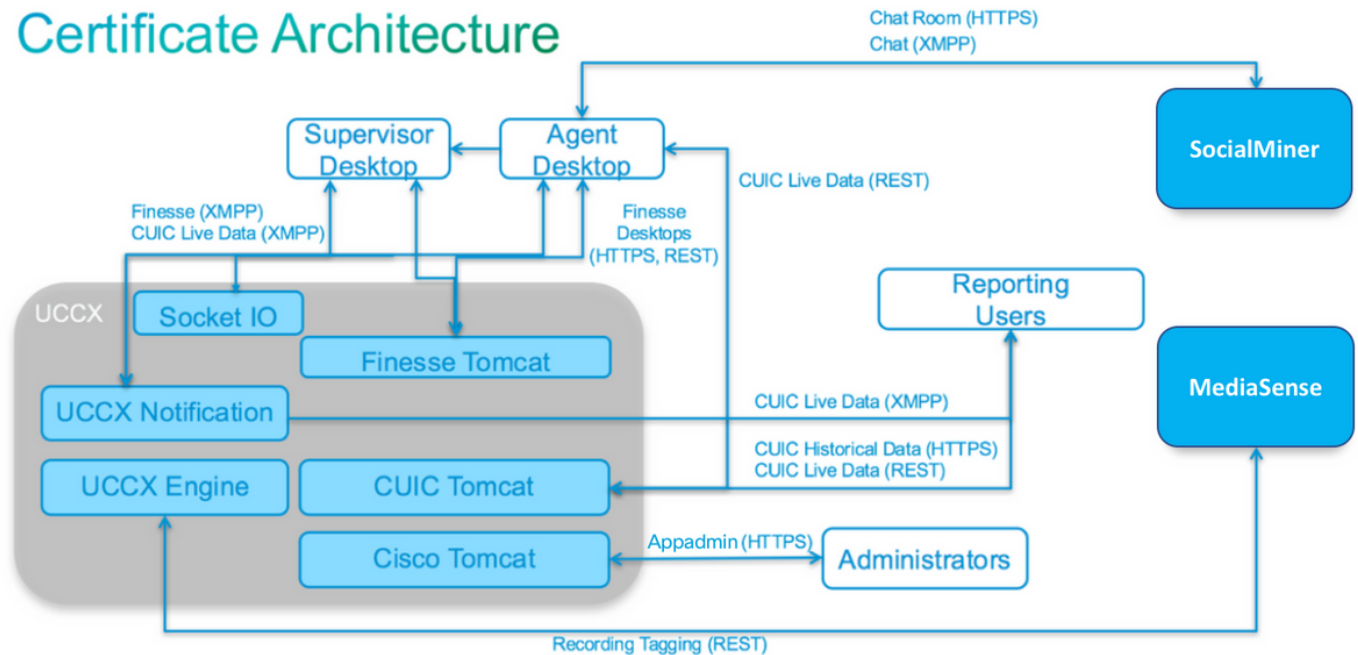 Certificate Architecture
Chat Room (HTTPS)
Chat (XMPP)
Supervisor
Desktop
Agent
Desktop
SocialMiner
CUIC Live Data (REST)
Finesse (XMPP)
CUIC Live Data (XMPP)
Finesse
Desktops
(HTTPS, REST)
UCCX
Socket IO
Reporting
Users
Finesse Tomcat
MediaSense
UCCX Notification
CUIC Live Data (XMPP)
CUIC Historical Data (HTTPS)
CUIC Live Data (REST)
UCCX Engine
CUIC Tomcat
Cisco Tomcat
Appadmin (HTTPS)
Administrators
Recording Tagging (REST)